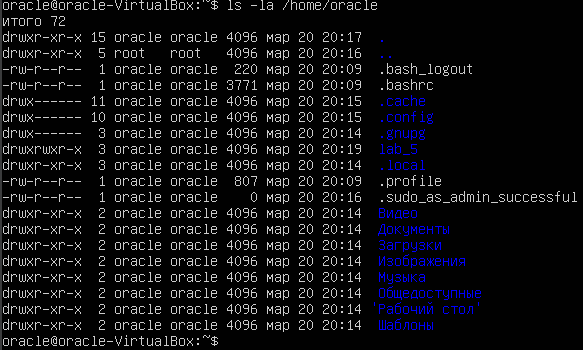 oracle@oracle-VirtualBox:~$ ls -la /home/oracle
итого 72
drwxr-xr-x 15 oracle oracle 4096 мар 20 20:17 .
drwxr-xr-x 5 root root 4096 мар 20 20:09 ..
-rw-r--r-- 1 oracle oracle 220 мар 20 20:09 .bash_logout
-rw-r--r-- 1 oracle oracle 3771 мар 20 20:09 .bashrc
drwx------ 11 oracle oracle 4096 мар 20 20:15 .cache
drwx------ 10 oracle oracle 4096 мар 20 20:15 .config
drwx------ 3 oracle oracle 4096 мар 20 20:14 .gnupg
drwxrwxr-x 3 oracle oracle 4096 мар 20 20:19 lab_5
drwxr-xr-x 3 oracle oracle 4096 мар 20 20:14 .local
-rw-r--r-- 1 oracle oracle 807 мар 20 20:09 .profile
-rw-r--r-- 1 oracle oracle 0 мар 20 20:16 .sudo_as_admin_successful
drwxr-xr-x 2 oracle oracle 4096 мар 20 20:14 Видео
drwxr-xr-x 2 oracle oracle 4096 мар 20 20:14 Документы
drwxr-xr-x 2 oracle oracle 4096 мар 20 20:14 Загрузки
drwxr-xr-x 2 oracle oracle 4096 мар 20 20:14 Изображения
drwxr-xr-x 2 oracle oracle 4096 мар 20 20:14 Музыка
drwxr-xr-x 2 oracle oracle 4096 мар 20 20:14 Общедоступные
drwxr-xr-x 2 oracle oracle 4096 мар 20 20:14 'Рабочий стол'
drwxr-xr-x 2 oracle oracle 4096 мар 20 20:14 Шаблоны
oracle@oracle-VirtualBox:~$